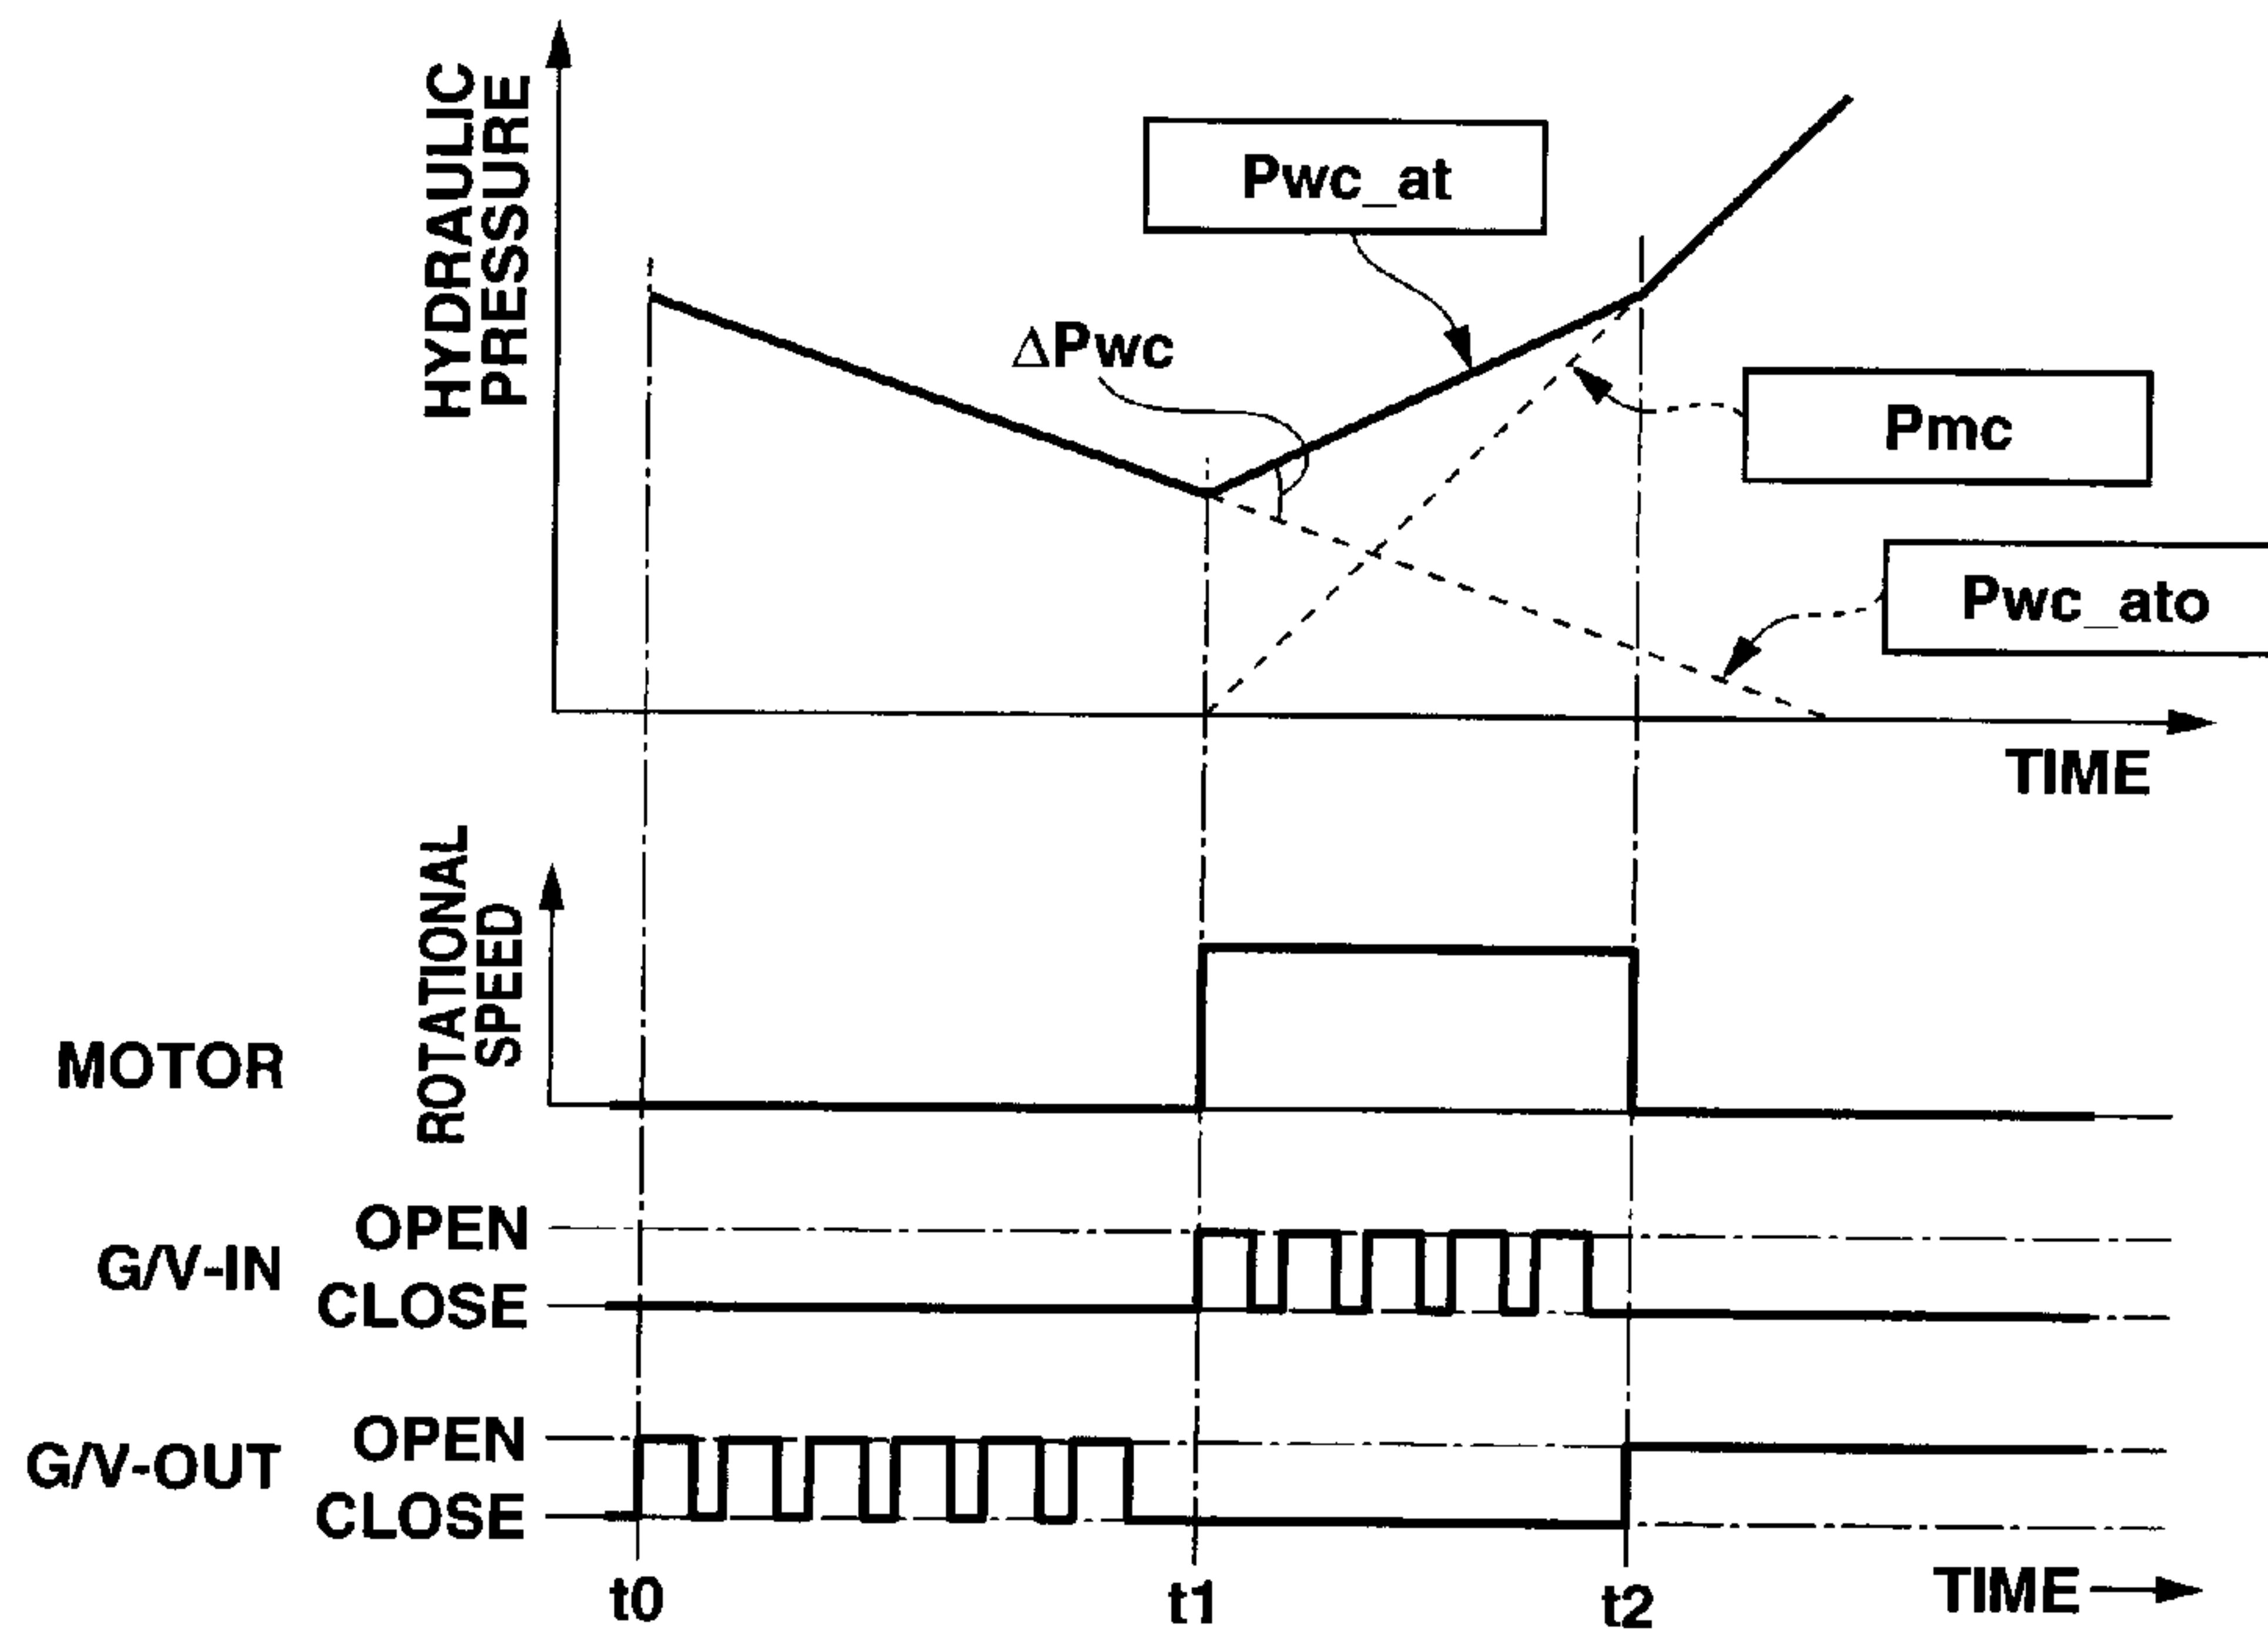 HYDRAULIC
PRESSURE
Pwc_at
ΔPwc
Pmc
Pwc_ato
TIME
ROTATIONAL
SPEED
MOTOR
OPEN
G/V-IN
CLOSE
OPEN
G/V-OUT
CLOSE
t0
t1
t2
TIME